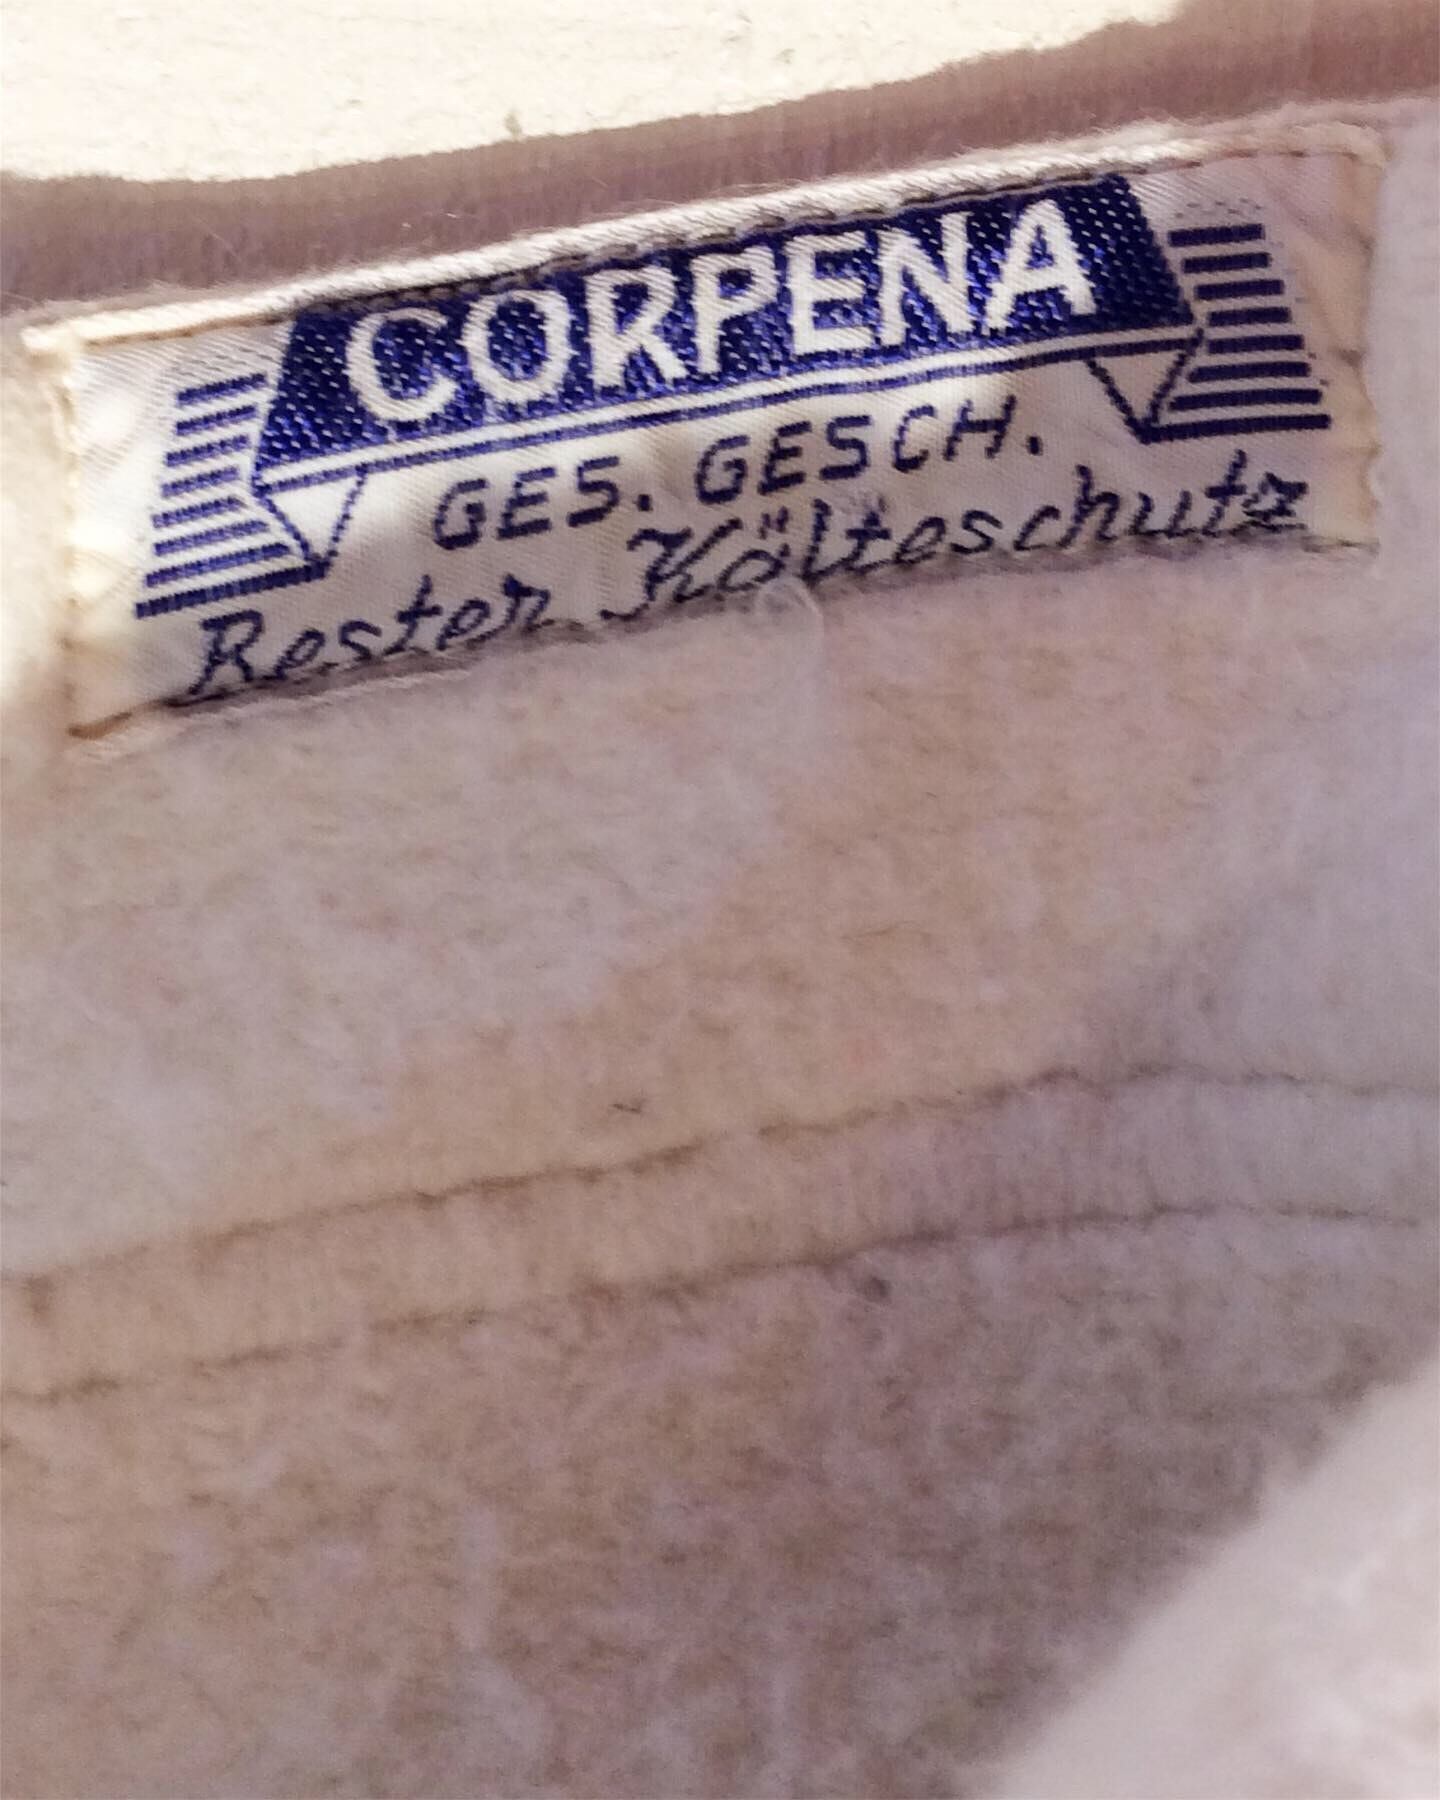 CORPENA
GES. GESCH.
Bester Kälteschutz